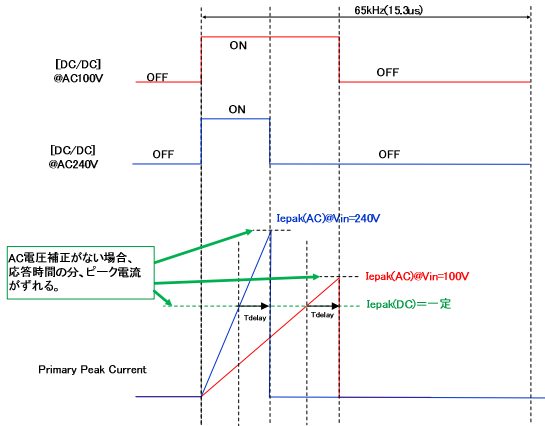 65kHz(15.3us)
[DC/DC]
@AC100V
OFF
ON
OFF
[DC/DC]
@AC240V
OFF
ON
OFF
Iepak(AC)@Vin=240V
AC電圧補正がない場合、
応答時間の分、ピーク電流
がずれる。
Iepak(AC)@Vin=100V
Iepak(DC)=一定
Tdelay
Tdelay
Primary Peak Current